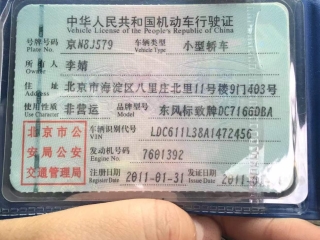 中华人民共和国机动车行驶证
Vehicle License of the People's Republic of China
号牌号码 京N8J579 车辆类型 小型轿车
Plate No. Vehicle Type
所有人 李婧
Owner
住址 北京市海淀区八里庄北里11号楼9门403号
Address
使用性质 非营运 品牌型号 东风标致牌DC7166DBA
Use Character Model
北京市公安局公安交通管理局
车辆识别代号 LDC611L38A1472456
VIN
发动机号码 7601392
Engine No.
注册日期 2011-01-31 发证日期 2011-0
Register Date Issue Date